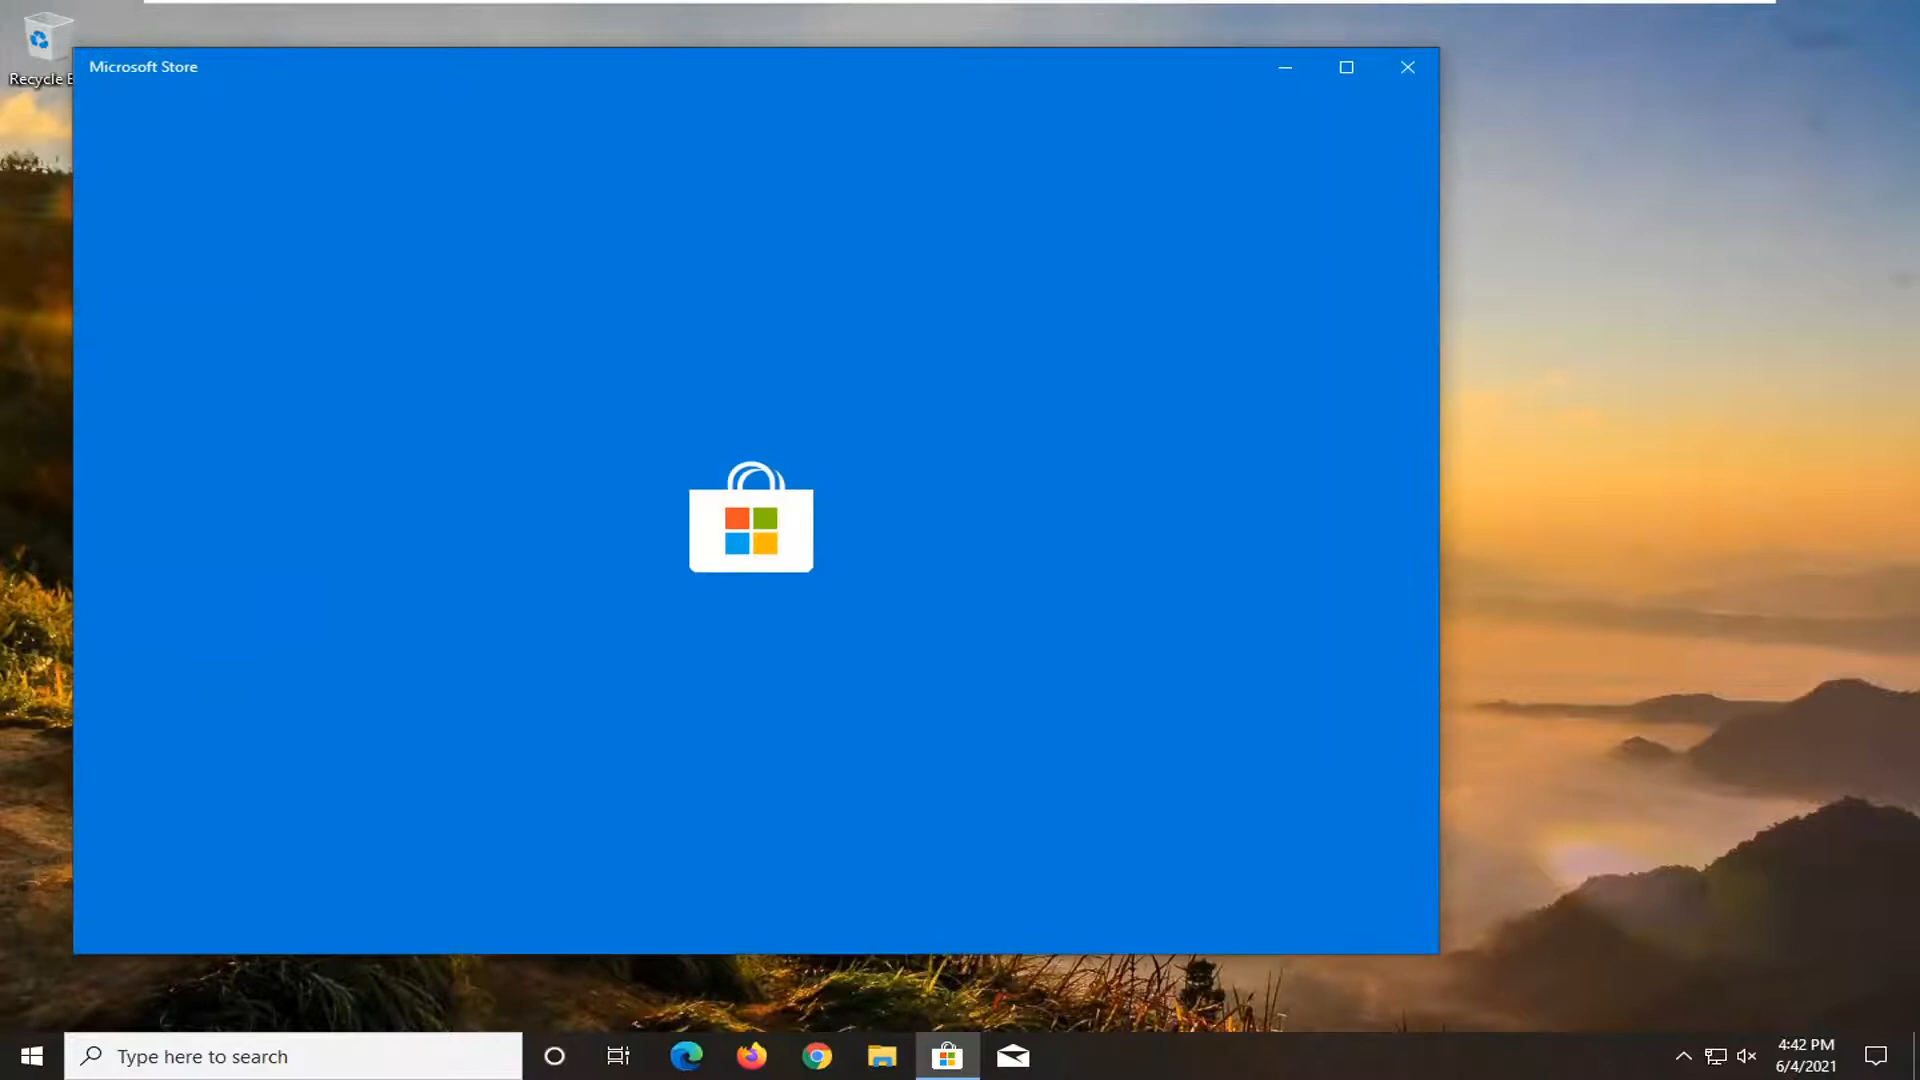 Recycle B
Microsoft Store
Type here to search
4:42 PM
6/4/2021